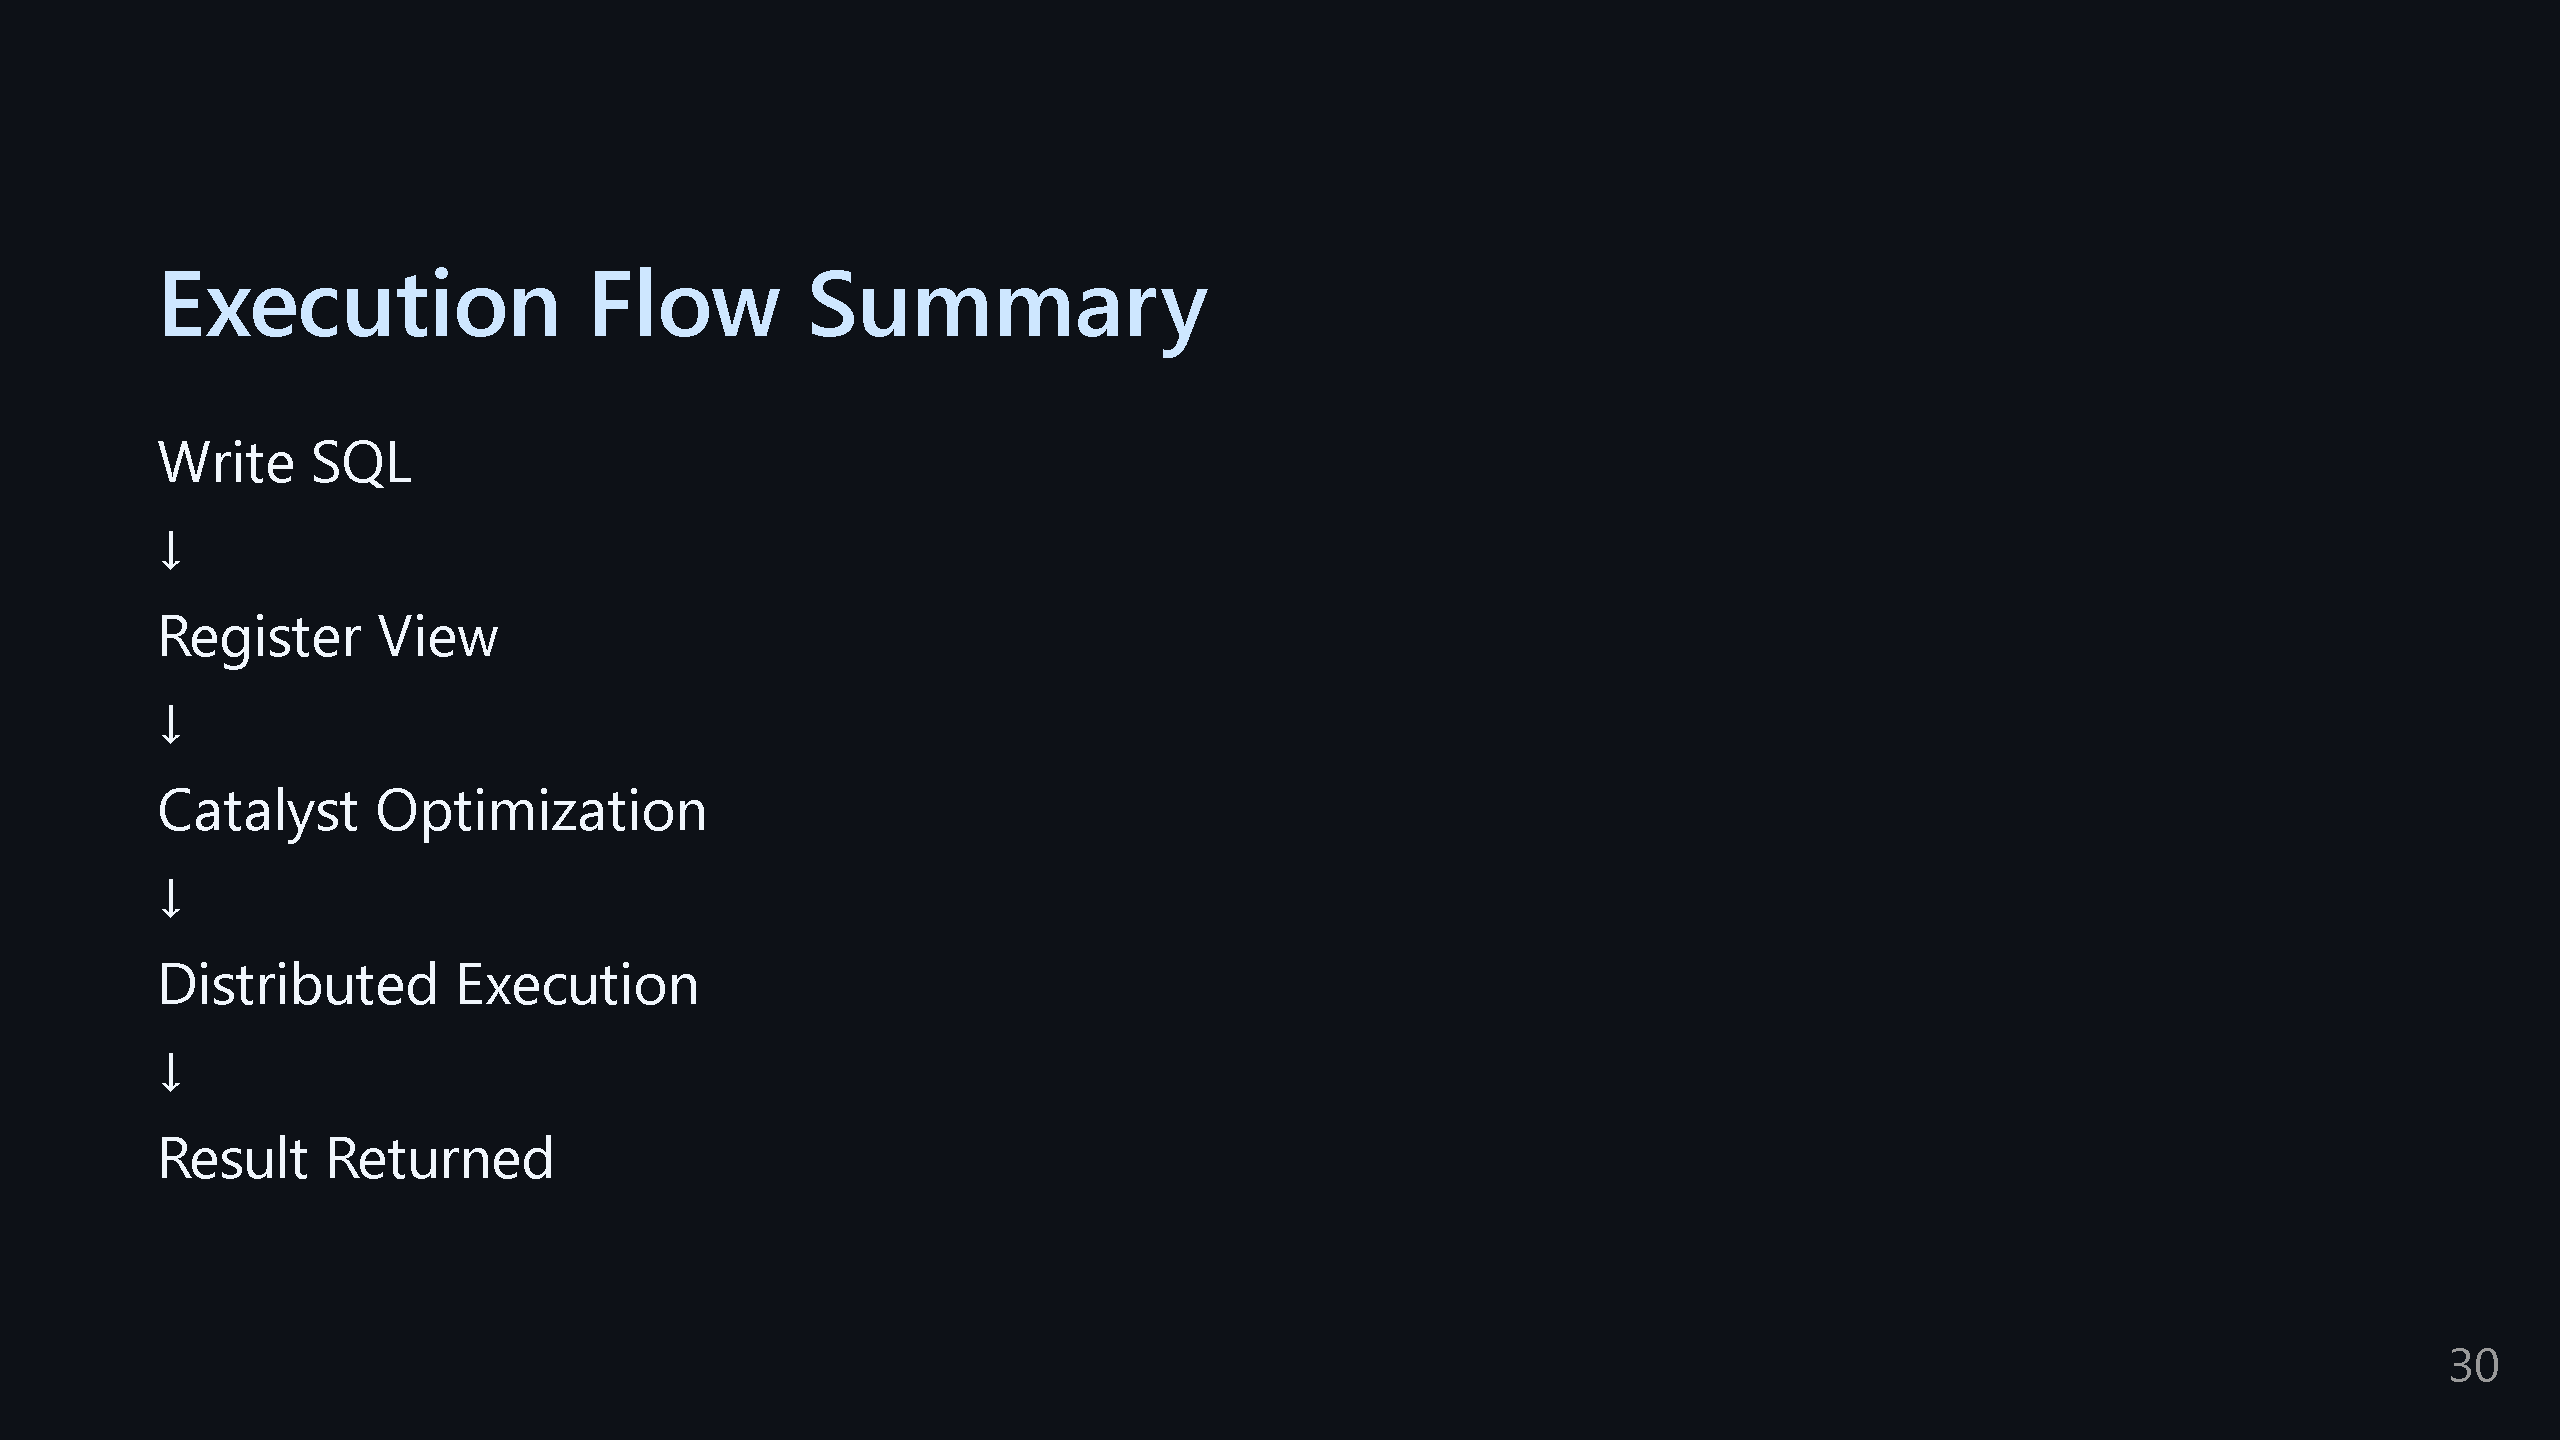 Execution Flow Summary
Write SQL
↓
Register View
↓
Catalyst Optimization
↓
Distributed Execution
↓
Result Returned
30